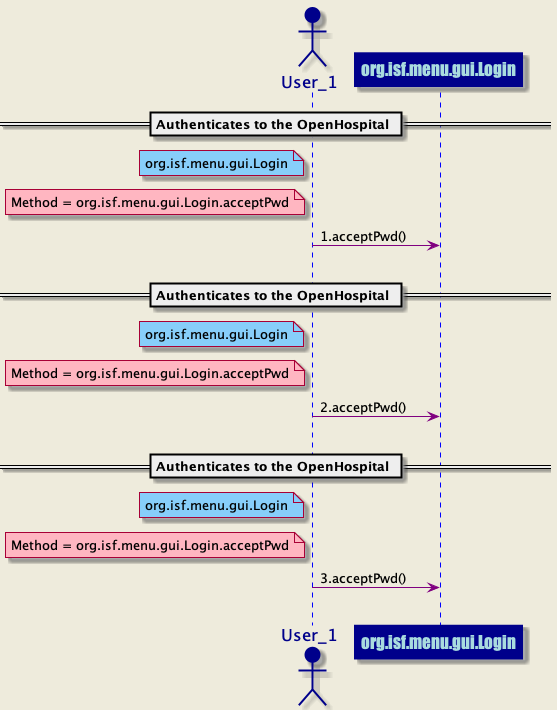 User_1
org.isf.menu.gui.Login
Authenticates to the OpenHospital
org.isf.menu.gui.Login
Method = org.isf.menu.gui.Login.acceptPwd
1.acceptPwd()
Authenticates to the OpenHospital
org.isf.menu.gui.Login
Method = org.isf.menu.gui.Login.acceptPwd
2.acceptPwd()
Authenticates to the OpenHospital
org.isf.menu.gui.Login
Method = org.isf.menu.gui.Login.acceptPwd
3.acceptPwd()
User_1
org.isf.menu.gui.Login